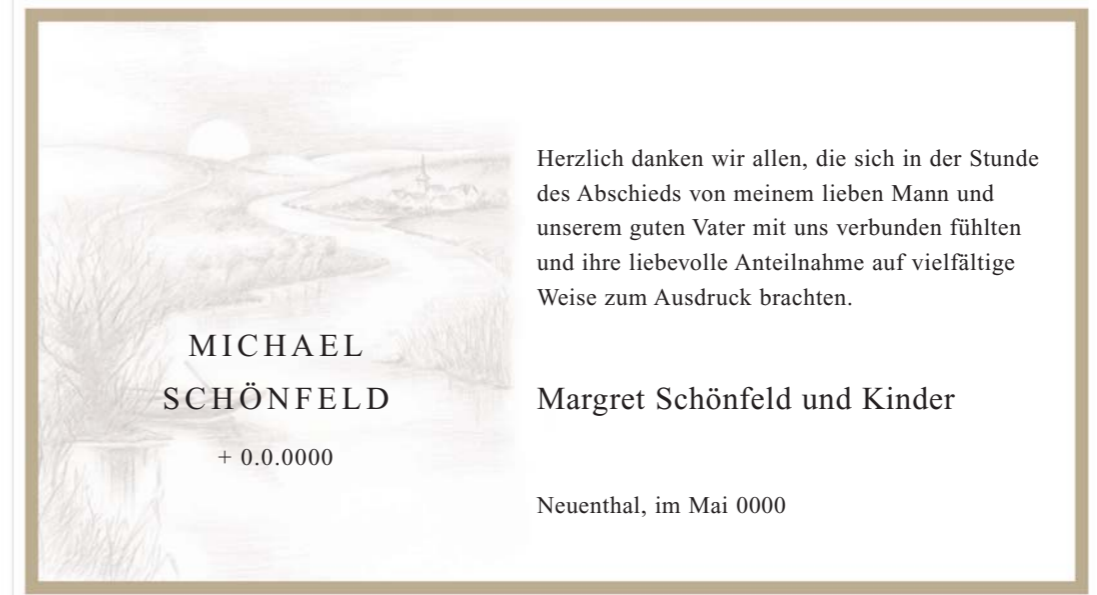 MICHAEL
SCHÖNFELD
+ 0.0.0000
Herzlich danken wir allen, die sich in der Stunde
des Abschieds von meinem lieben Mann und
unserem guten Vater mit uns verbunden fühlten
und ihre liebevolle Anteilnahme auf vielfältige
Weise zum Ausdruck brachten.
Margret Schönfeld und Kinder
Neuenthal, im Mai 0000